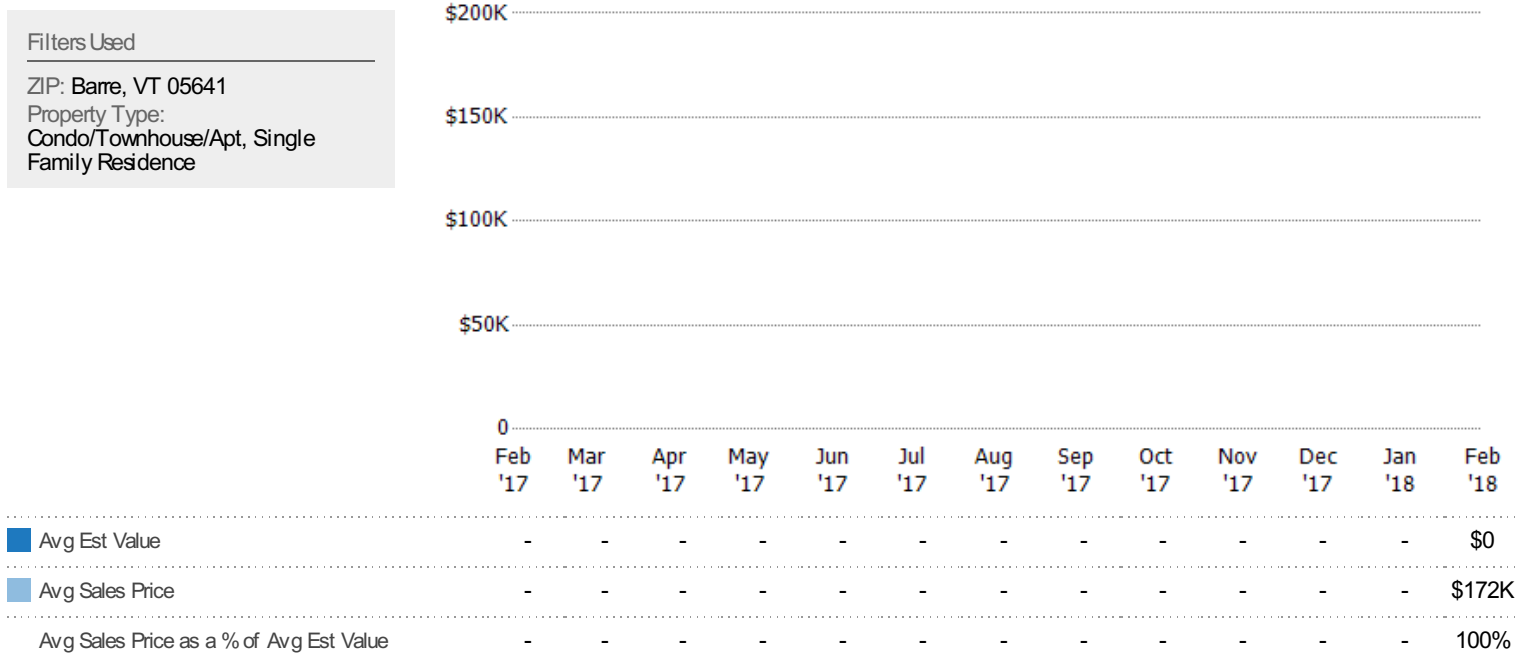 Filters Used
ZIP: Barre, VT 05641
Property Type:
Condo/Townhouse/Apt, Single
Family Residence
$200K
$150K
$100K
$50K
0
Feb Mar Apr May Jun Jul Aug Sep Oct Nov Dec Jan Feb
'17 '17 '17 '17 '17 '17 '17 '17 '17 '17 '17 '18 '18
Avg Est Value - - - - - - - - - - - - $0
Avg Sales Price - - - - - - - - - - - - $172K
Avg Sales Price as a % of Avg Est Value - - - - - - - - - - - - 100%